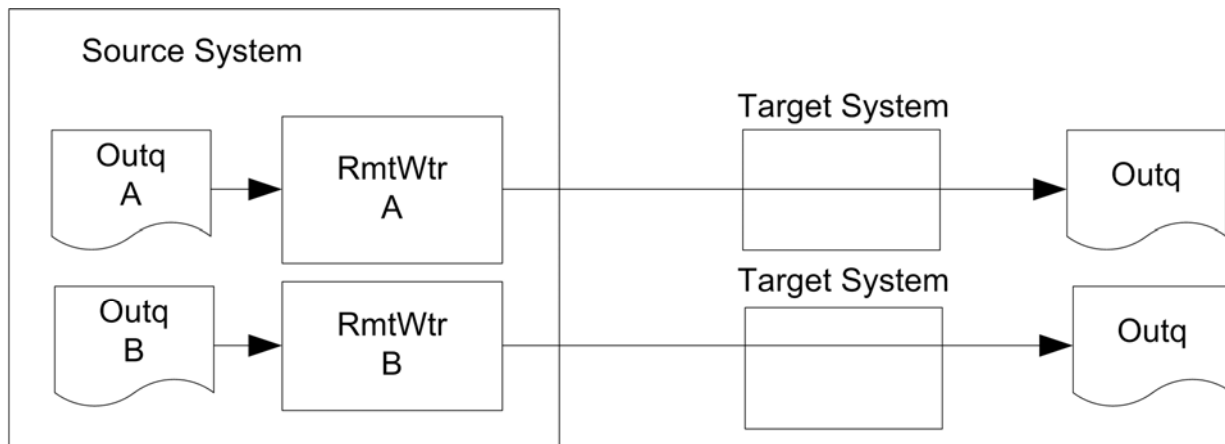 Source System
Target System
Outq
A
RmtWtr
A
Outq
Target System
Outq
B
RmtWtr
B
Outq